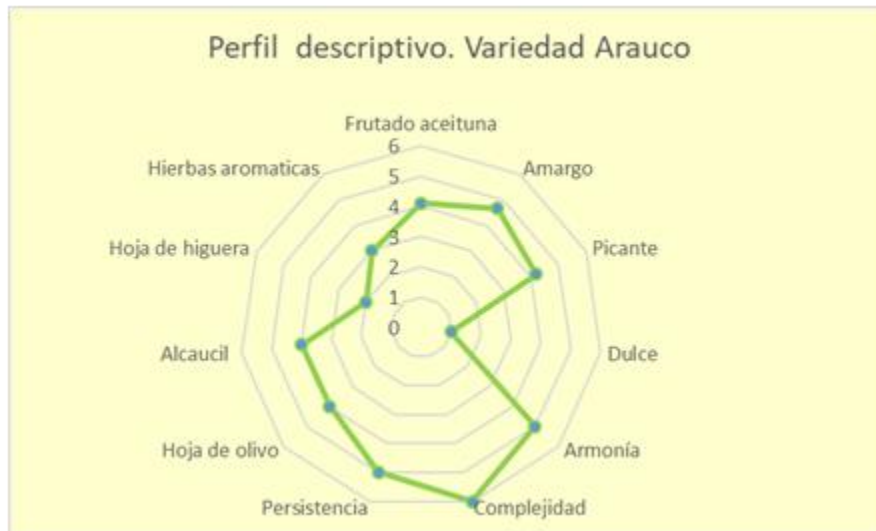 Perfil  descriptivo. Variedad Arauco
Frutado aceituna
6
Hierbas aromaticas
5
Amargo
4
Hoja de higuera
3
Picante
2
1
0
Alcaucil
Dulce
Hoja de olivo
Armonía
Persistencia
Complejidad